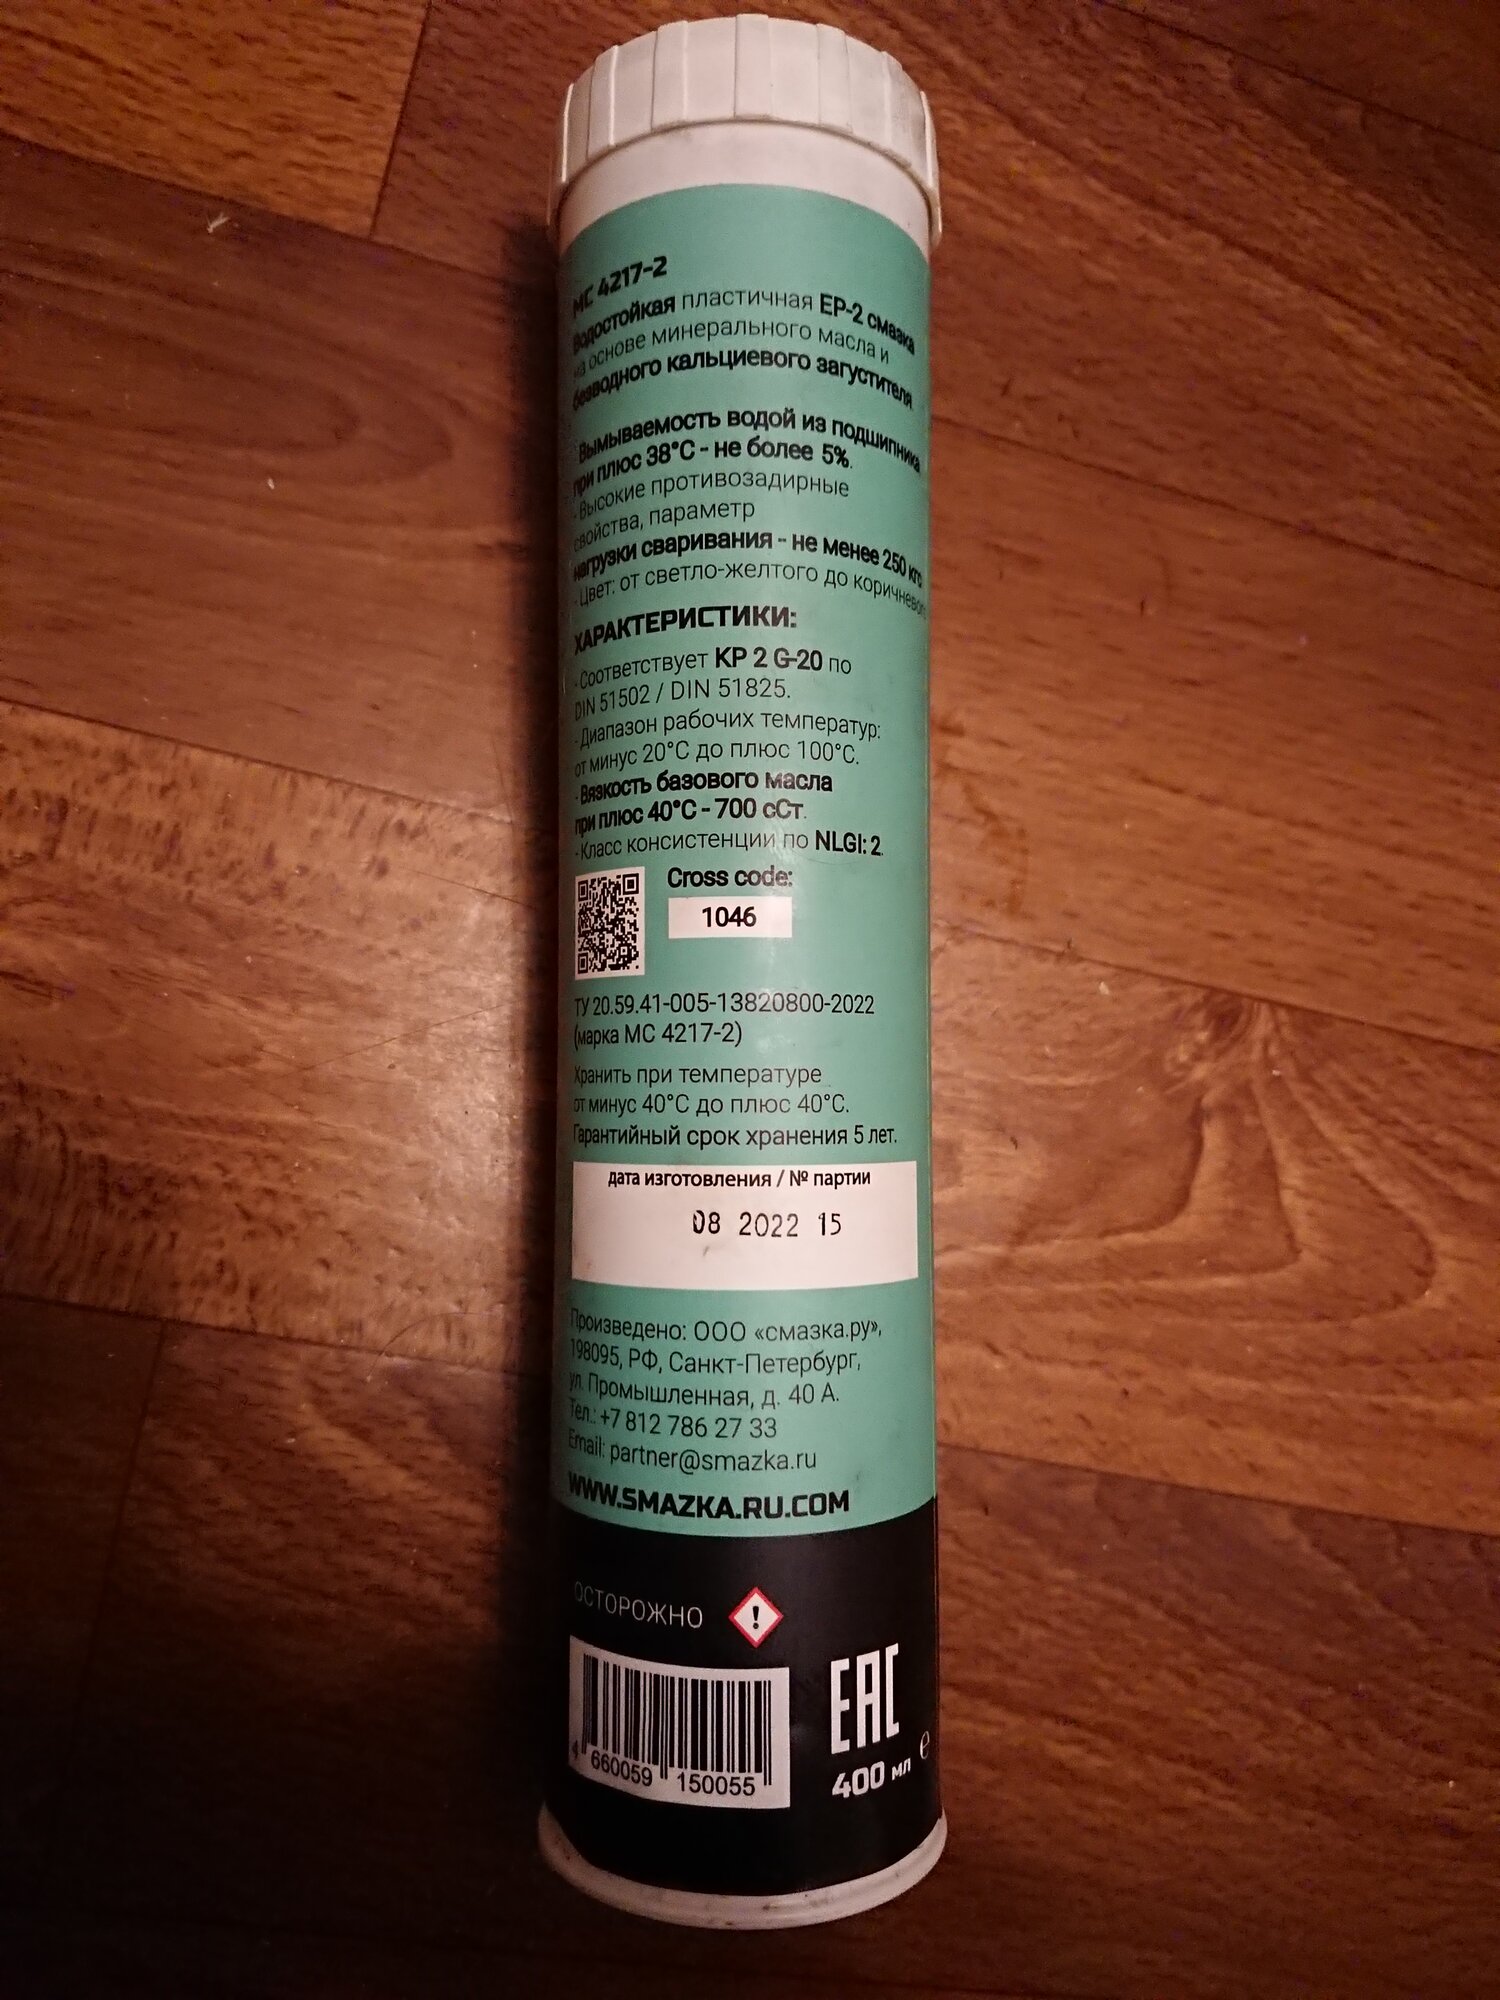 МС 4217-2
Водостойкая пластичная EP-2 смазка
на основе минерального масла и
безводного кальциевого загустителя.
- Вымываемость водой из подшипника
при плюс 38°С - не более 5%.
- Высокие противозадирные
свойства, параметр
нагрузки сваривания - не менее 250 кгс
- Цвет: от светло-желтого до коричневого
ХАРАКТЕРИСТИКИ:
- Соответствует KP 2 G-20 по
DIN 51502 / DIN 51825.
- Диапазон рабочих температур:
от минус 20°С до плюс 100°С.
- Вязкость базового масла
при плюс 40°С - 700 сСт.
- Класс консистенции по NLGI: 2.
Cross code:
1046
ТУ 20.59.41-005-13820800-2022
(марка МС 4217-2)
Хранить при температуре
от минус 40°С до плюс 40°С.
Гарантийный срок хранения 5 лет.
дата изготовления / № партии
08 2022 15
Произведено: ООО «смазка.ру»,
198095, РФ, Санкт-Петербург,
ул. Промышленная, д. 40 А.
Тел.: +7 812 786 27 33
Email: partner@smazka.ru
WWW.SMAZKA.RU.COM
ОСТОРОЖНО
EAC
4 660059 150055
400 мл e